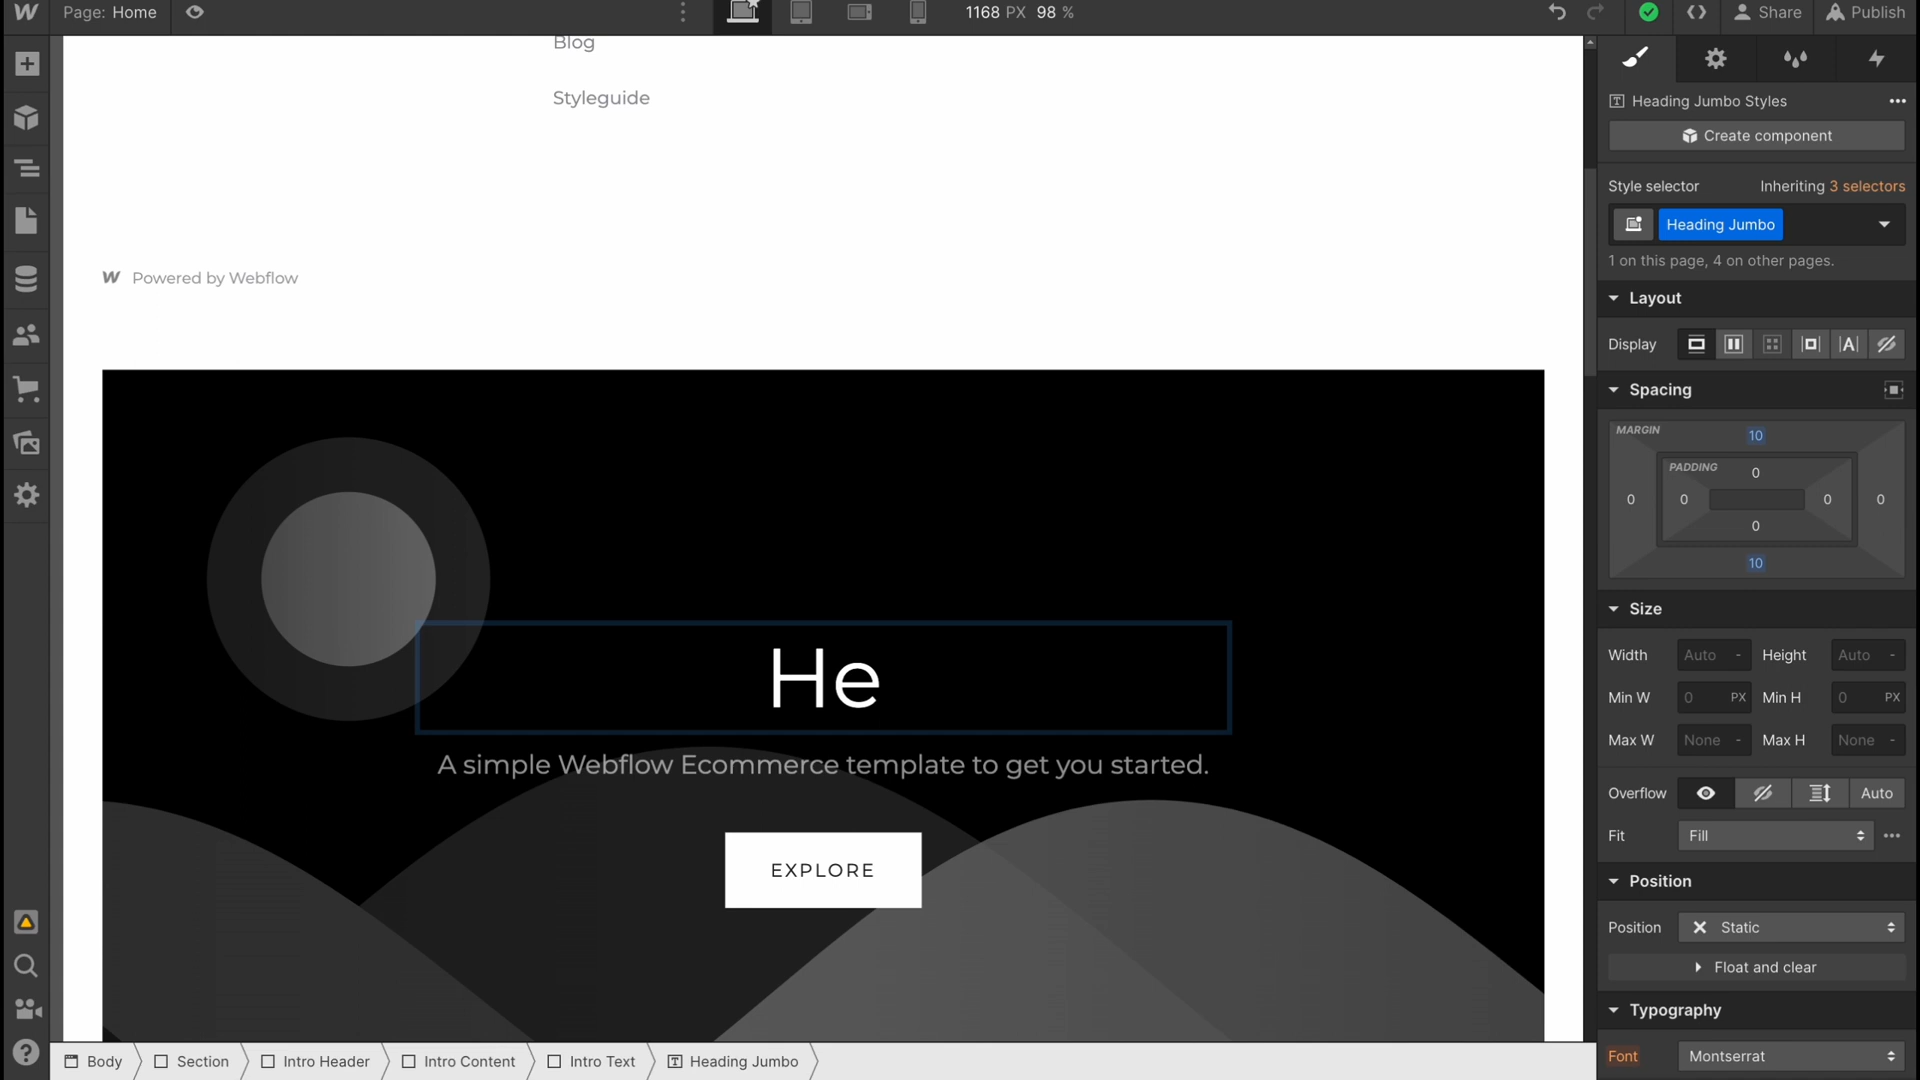 Page: Home
1168 PX 98 %
Share
Publish
Blog
Styleguide
Powered by Webflow
He
A simple Webflow Ecommerce template to get you started.
EXPLORE
Body
Section
Intro Header
Intro Content
Intro Text
Heading Jumbo
Heading Jumbo Styles
Create component
Style selector Inheriting 3 selectors
Heading Jumbo
1 on this page, 4 on other pages.
Layout
Display
Spacing
MARGIN 10
PADDING 0
0 0 0 0
0
10
Size
Width Auto - Height Auto -
Min W 0 PX Min H 0 PX
Max W None - Max H None -
Overflow Auto
Fit Fill
Position
Position Static
Float and clear
Typography
Font Montserrat